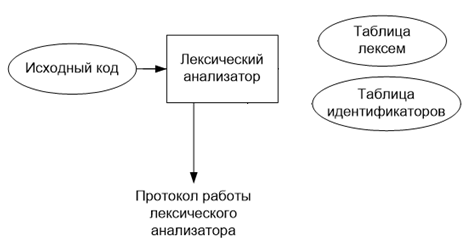 Исходный код
Лексический
анализатор
Таблица
лексем
Таблица
идентификаторов
Протокол работы
лексического
анализатора